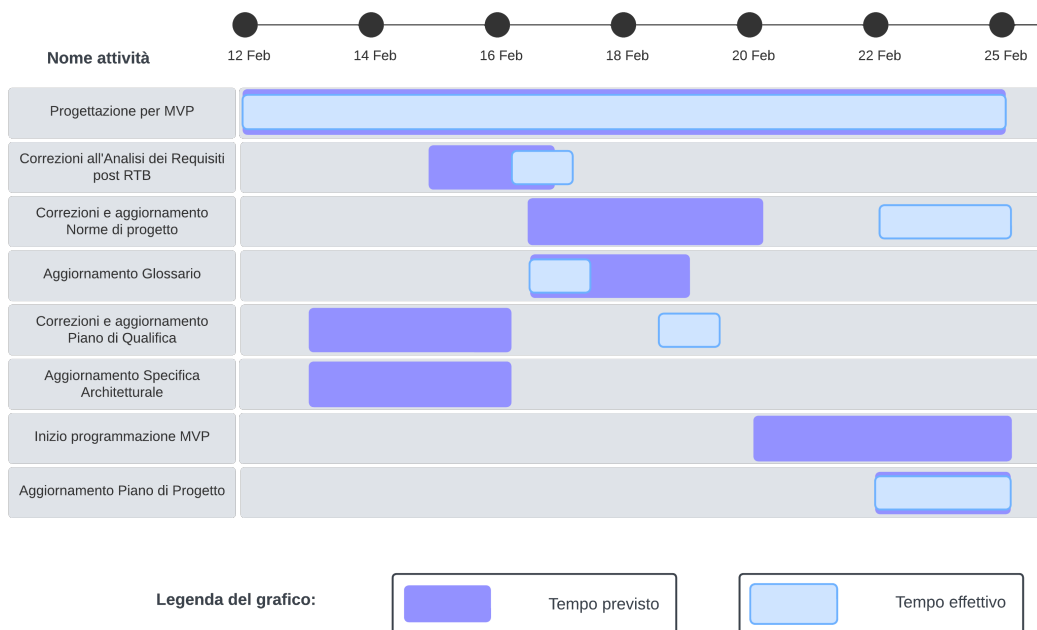 12 Feb 14 Feb 16 Feb 18 Feb 20 Feb 22 Feb 25 Feb
Nome attività
Progettazione per MVP
Correzioni all'Analisi dei Requisiti
post RTB
Correzioni e aggiornamento
Norme di progetto
Aggiornamento Glossario
Correzioni e aggiornamento
Piano di Qualifica
Aggiornamento Specifica
Architetturale
Inizio programmazione MVP
Aggiornamento Piano di Progetto
Legenda del grafico: Tempo previsto Tempo effettivo